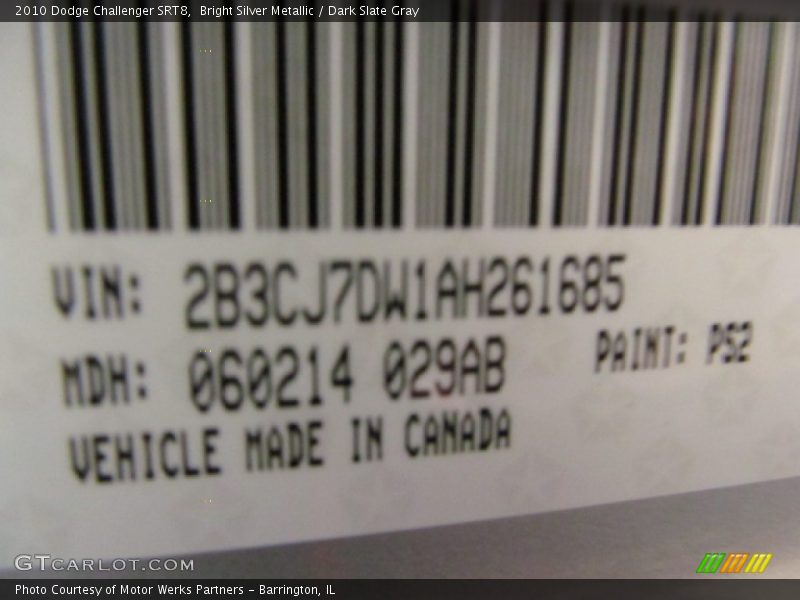 2010 Dodge Challenger SRT8,  Bright Silver Metallic / Dark Slate Gray
VIN: 2B3CJ7DW1AH261685
MDH: 060214 029AB
PAINT: PS2
VEHICLE MADE IN CANADA
GTCARLOT.COM
Photo Courtesy of Motor Werks Partners - Barrington, IL